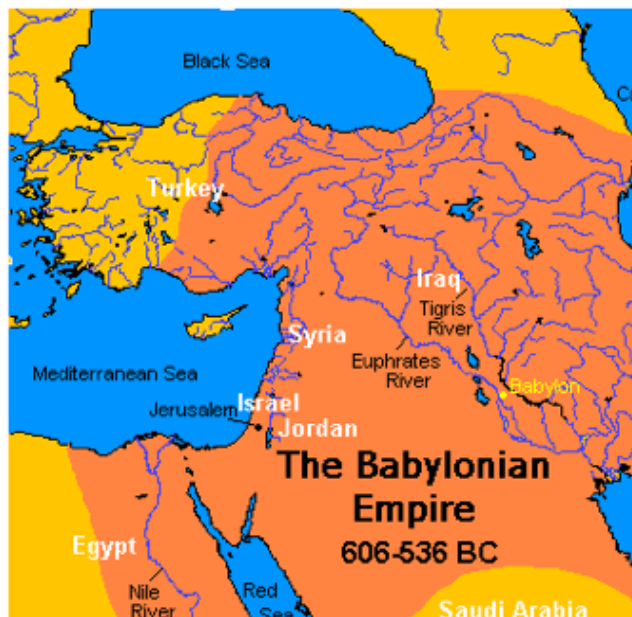 Black Sea
Turkey
Iraq
Tigris
River
Syria
Euphrates
River
Mediterranean Sea
Babylon
Israel
Jerusalem
Jordan
The Babylonian
Empire
606-536 BC
Egypt
Nile
River
Red
Sea
Saudi Arabia